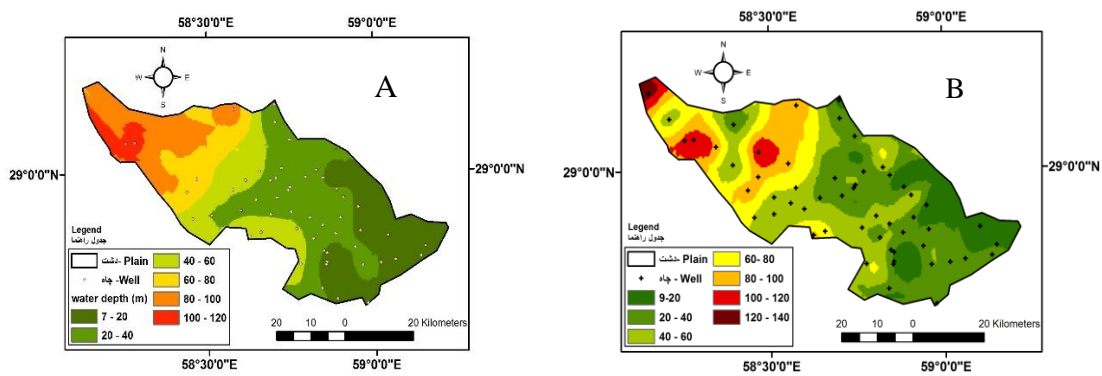 58°30'0"E
59°0'0"E
N
W
E
S
A
29°0'0"N
29°0'0"N
Legend
جدول راهنما
دشت- Plain
چاه -Well
water depth (m)
7 - 20
20 - 40
40 - 60
60 - 80
80 - 100
100 - 120
20
10
0
20 Kilometers
58°30'0"E
59°0'0"E
58°30'0"E
59°0'0"E
N
W
E
S
B
29°0'0"N
29°0'0"N
Legend
جدول راهنما
دشت- Plain
چاه - Well
9-20
20 - 40
40 - 60
60- 80
80 - 100
100 - 120
120 - 140
20
10
0
20 Kilometers
58°30'0"E
59°0'0"E